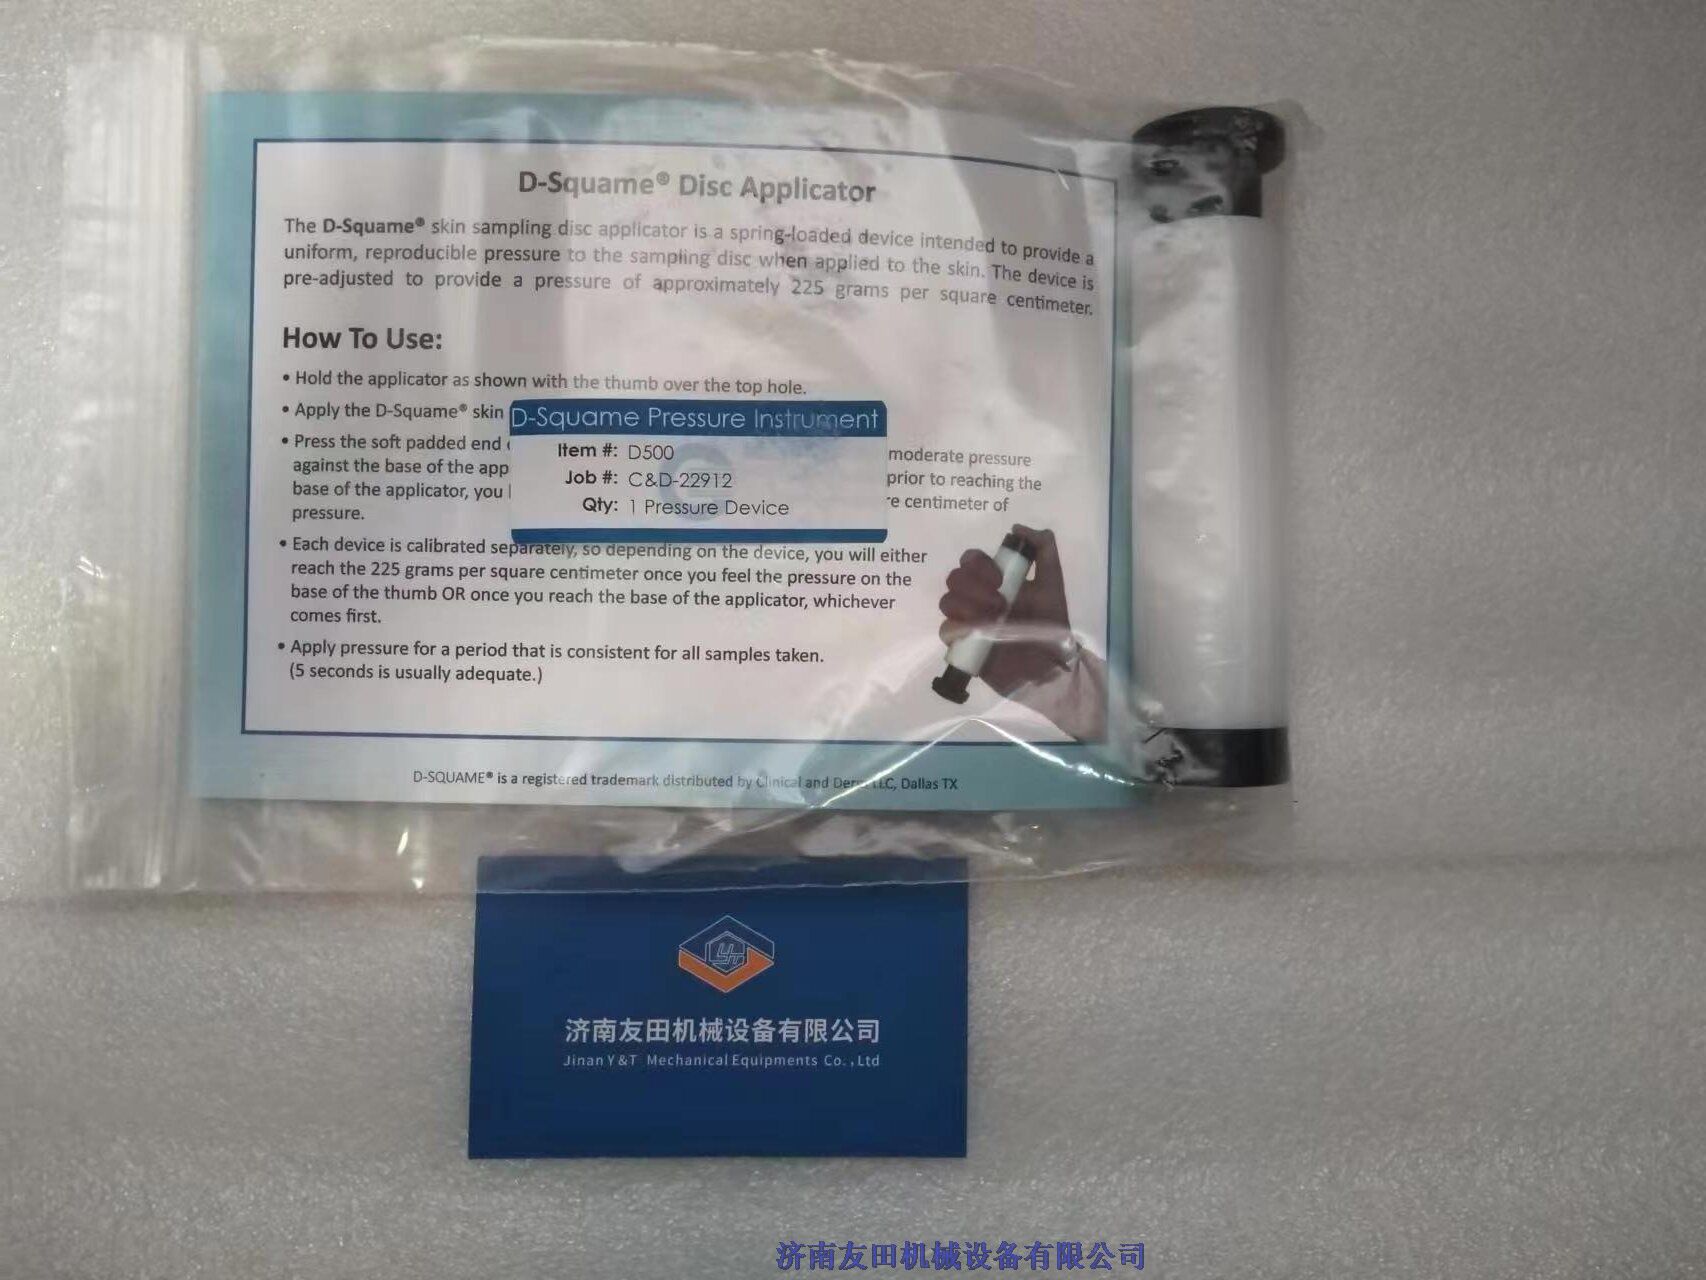 D-Squame® Disc Applicator
The D-Squame® skin sampling disc applicator is a spring-loaded device intended to provide a
uniform, reproducible pressure to the sampling disc when applied to the skin. The device is
pre-adjusted to provide a pressure of approximately 225 grams per square centimeter.
How To Use:
• Hold the applicator as shown with the thumb over the top hole.
• Apply the D-Squame® skin
• Press the soft padded end
moderate pressure
against the base of the app
prior to reaching the
base of the applicator, you
e centimeter of
pressure.
D-Squame Pressure Instrument
Item #: D500
Job #: C&D-22912
Qty: 1 Pressure Device
• Each device is calibrated separately, so depending on the device, you will either
reach the 225 grams per square centimeter once you feel the pressure on the
base of the thumb OR once you reach the base of the applicator, whichever
comes first.
• Apply pressure for a period that is consistent for all samples taken.
(5 seconds is usually adequate.)
D-SQUAME® is a registered trademark distributed by Clinical and Derm LLC, Dallas TX
济南友田机械设备有限公司
Jinan Y&T Mechanical Equipments Co.,Ltd
济南友田机械设备有限公司